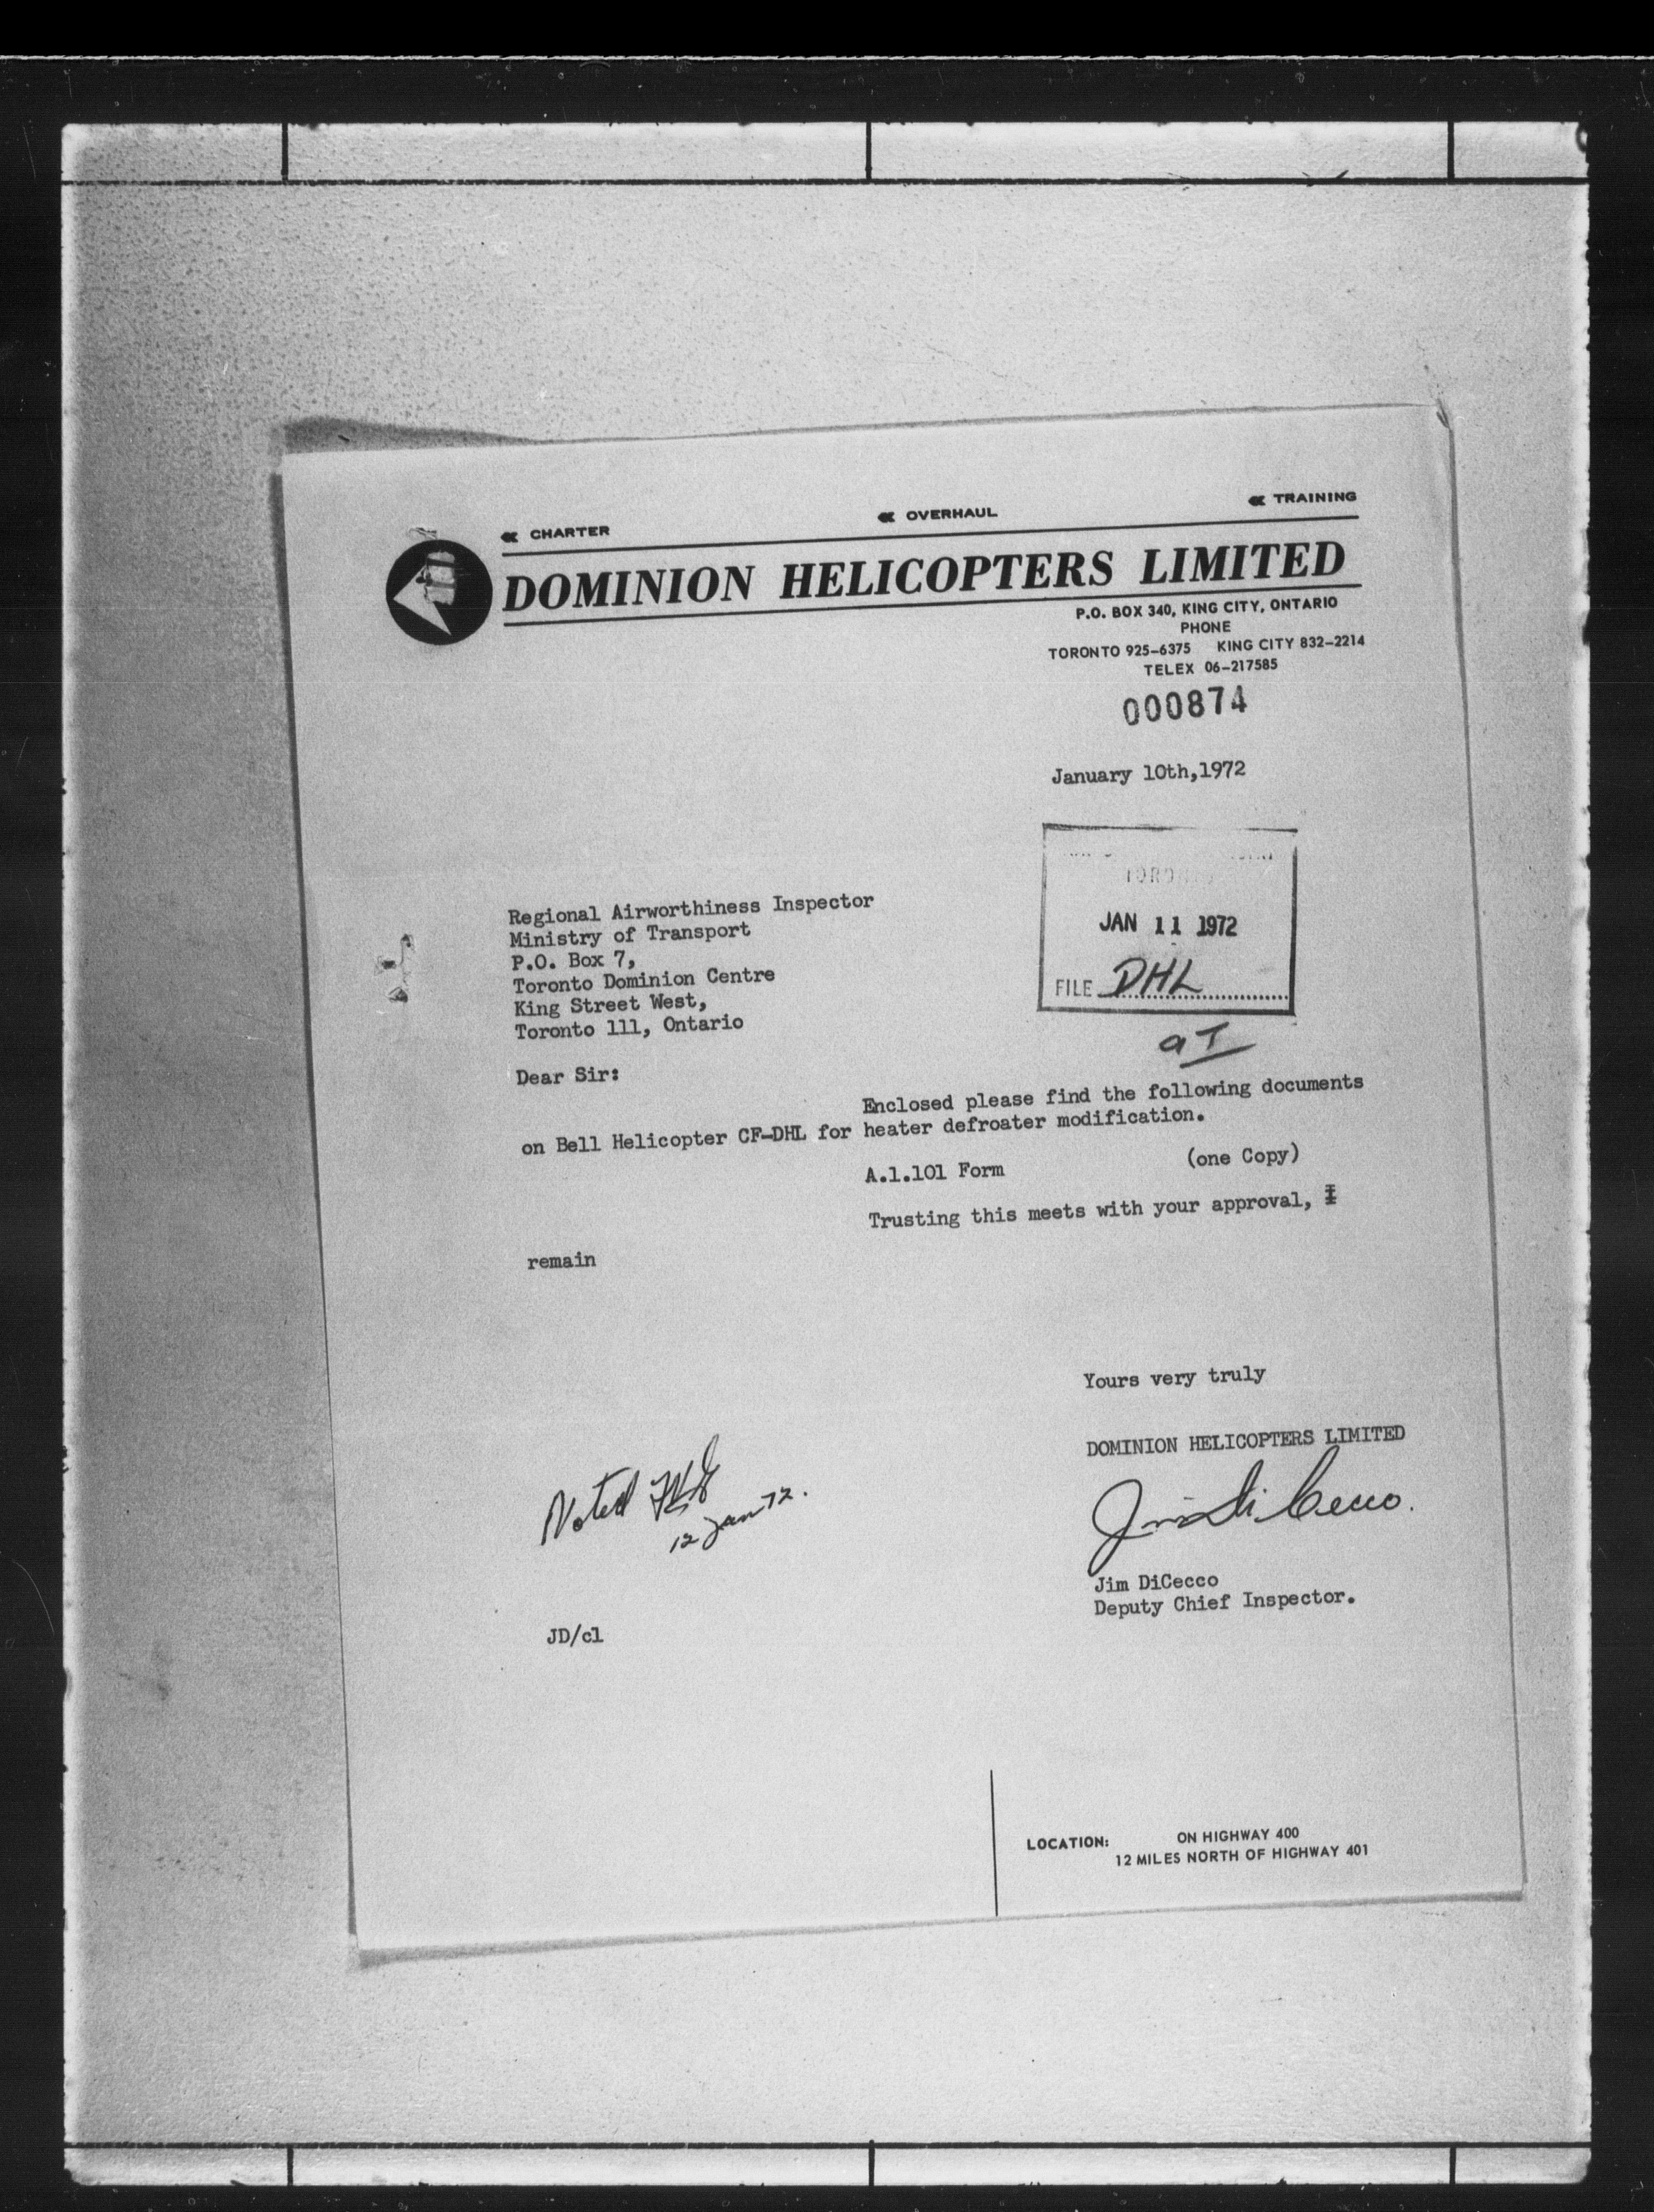 CHARTER OVERHAUL TRAINING
DOMINION HELICOPTERS LIMITED
P.O. BOX 340, KING CITY, ONTARIO
PHONE
TORONTO 925-6375 KING CITY 832-2214
TELEX 06-217585
000874
January 10th,1972
JAN 11 1972
FILE DHL
Regional Airworthiness Inspector
Ministry of Transport
P.O. Box 7,
Toronto Dominion Centre
King Street West,
Toronto 111, Ontario
Dear Sir:
Enclosed please find the following documents
on Bell Helicopter CF-DHL for heater defroater modification.
A.1.101 Form (one Copy)
Trusting this meets with your approval, I
remain
Yours very truly
DOMINION HELICOPTERS LIMITED
Jim DiCecco.
Noted
12 Jan 72.
Jim DiCecco
Deputy Chief Inspector.
JD/cl
LOCATION: ON HIGHWAY 400
12 MILES NORTH OF HIGHWAY 401